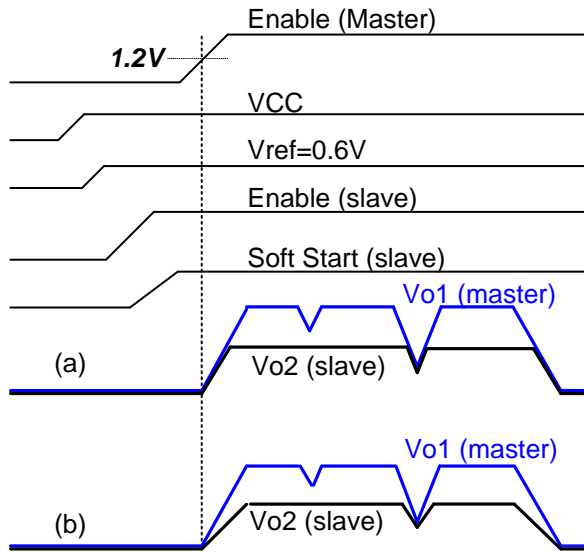 Enable (Master)
1.2V
VCC
Vref=0.6V
Enable (slave)
Soft Start (slave)
Vo1 (master)
(a)
Vo2 (slave)
Vo1 (master)
(b)
Vo2 (slave)